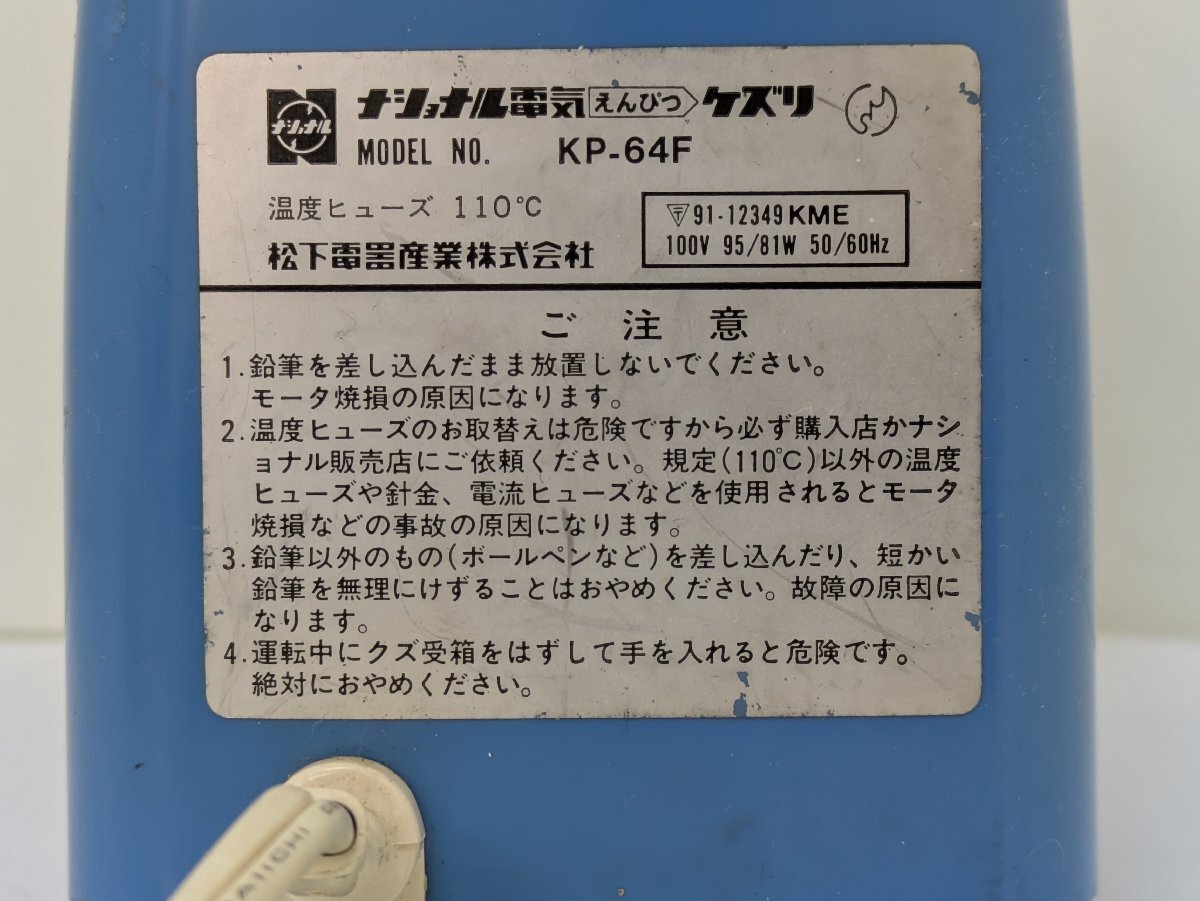 ナショナル
ナショナル電気えんぴつケズリ
MODEL NO. KP-64F
温度ヒューズ 110℃
〒91-12349 KME
100V 95/81W 50/60Hz
松下電器産業株式会社
ご注意
1.鉛筆を差し込んだまま放置しないでください。
モータ焼損の原因になります。
2.温度ヒューズのお取替えは危険ですから必ず購入店かナシ
ョナル販売店にご依頼ください。規定(110℃)以外の温度
ヒューズや針金、電流ヒューズなどを使用されるとモータ
焼損などの事故の原因になります。
3.鉛筆以外のもの(ボールペンなど)を差し込んだり、短かい
鉛筆を無理にけずることはおやめください。故障の原因に
なります。
4.運転中にクズ受箱をはずして手を入れると危険です。
絶対におやめください。